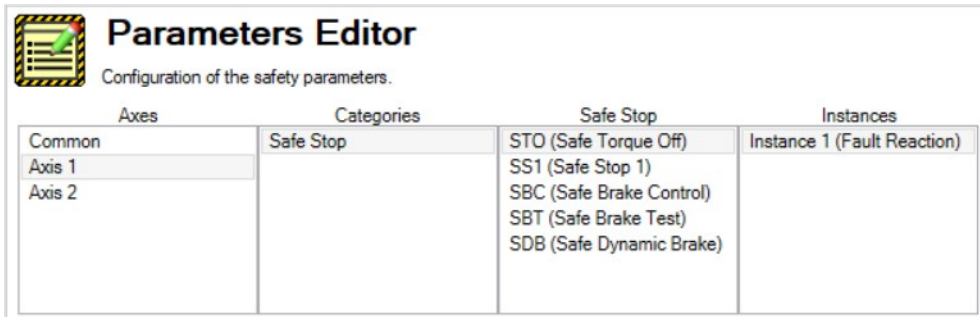 Parameters Editor
Configuration of the safety parameters.
Axes Categories Safe Stop Instances
Common Safe Stop STO (Safe Torque Off) Instance 1 (Fault Reaction)
Axis 1 SS1 (Safe Stop 1)
Axis 2 SBC (Safe Brake Control)
SBT (Safe Brake Test)
SDB (Safe Dynamic Brake)